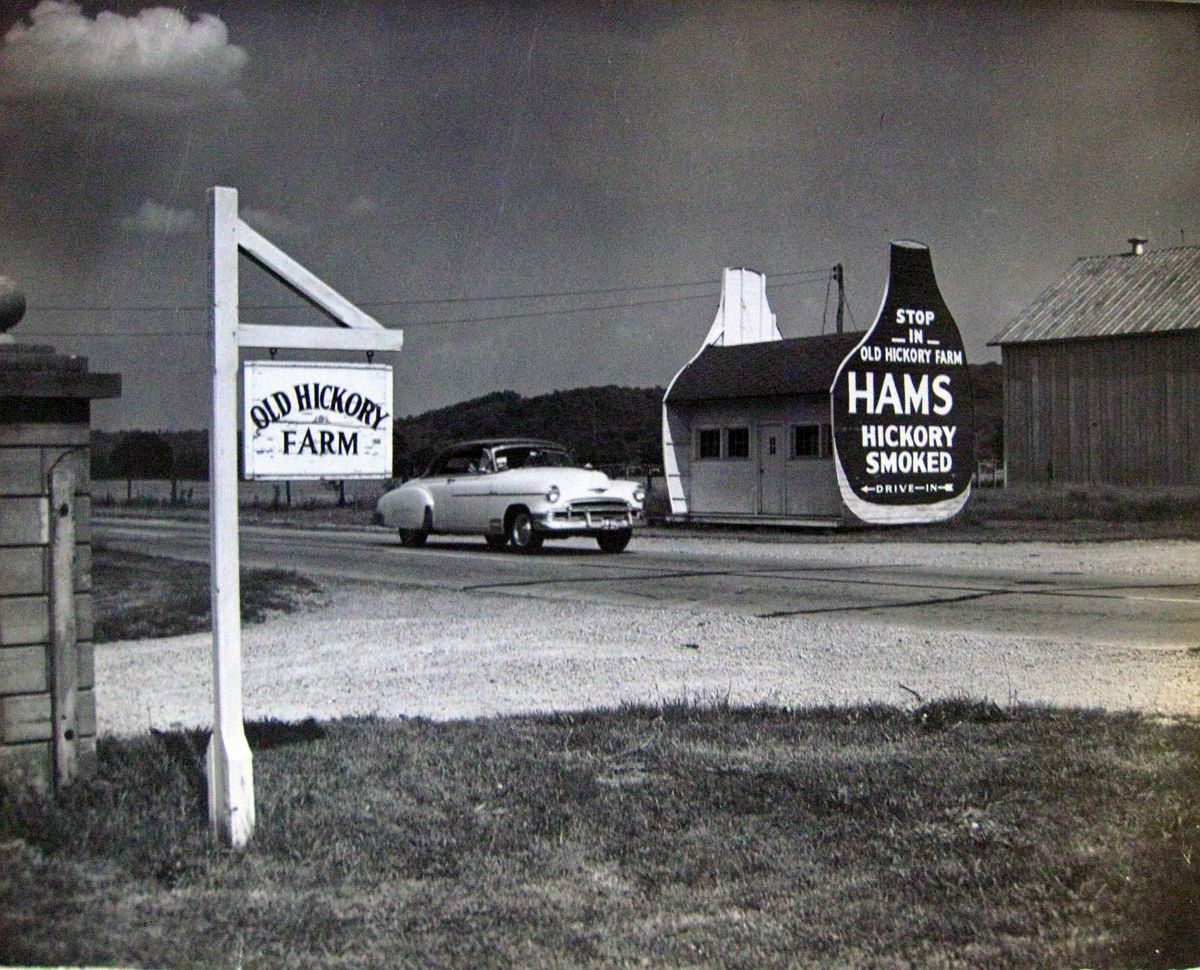 OLD HICKORY
FARM
STOP
IN
OLD HICKORY FARM
HAMS
HICKORY
SMOKED
DRIVE-IN